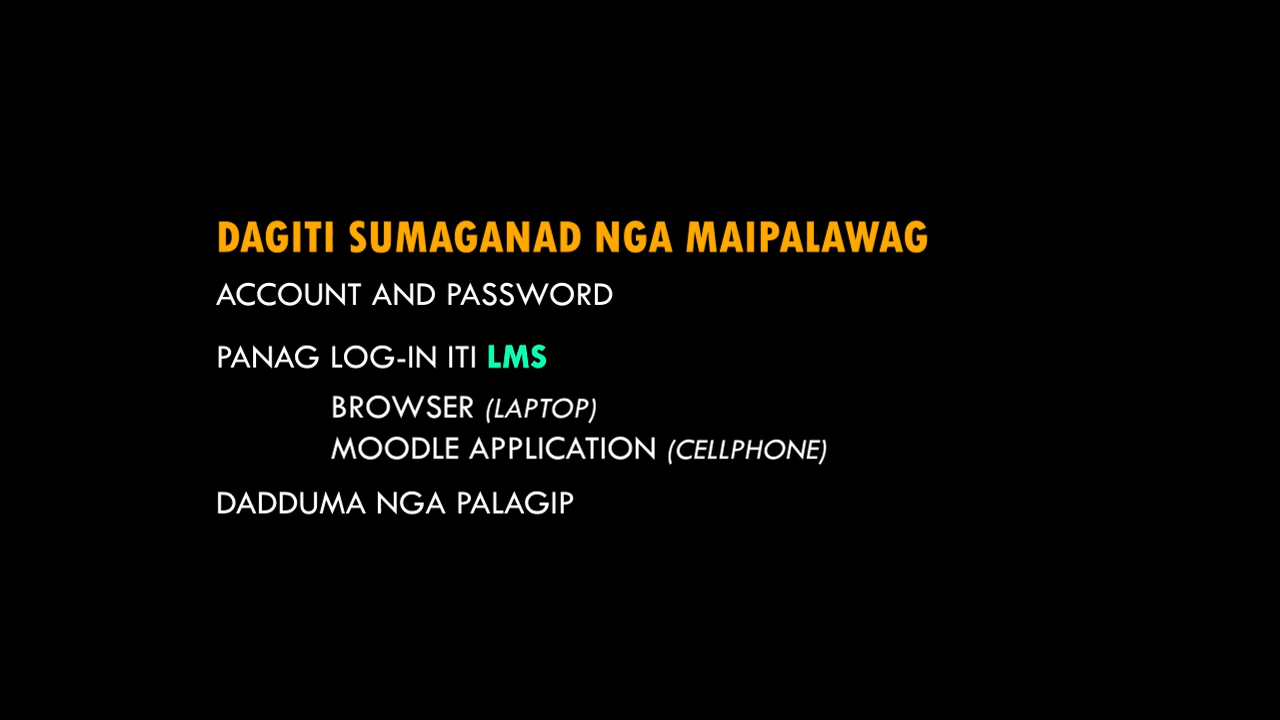 DAGITI SUMAGANAD NGA MAIPALAWAG
ACCOUNT AND PASSWORD
PANAG LOG-IN ITI LMS
BROWSER (LAPTOP)
MOODLE APPLICATION (CELLPHONE)
DADDUMA NGA PALAGIP